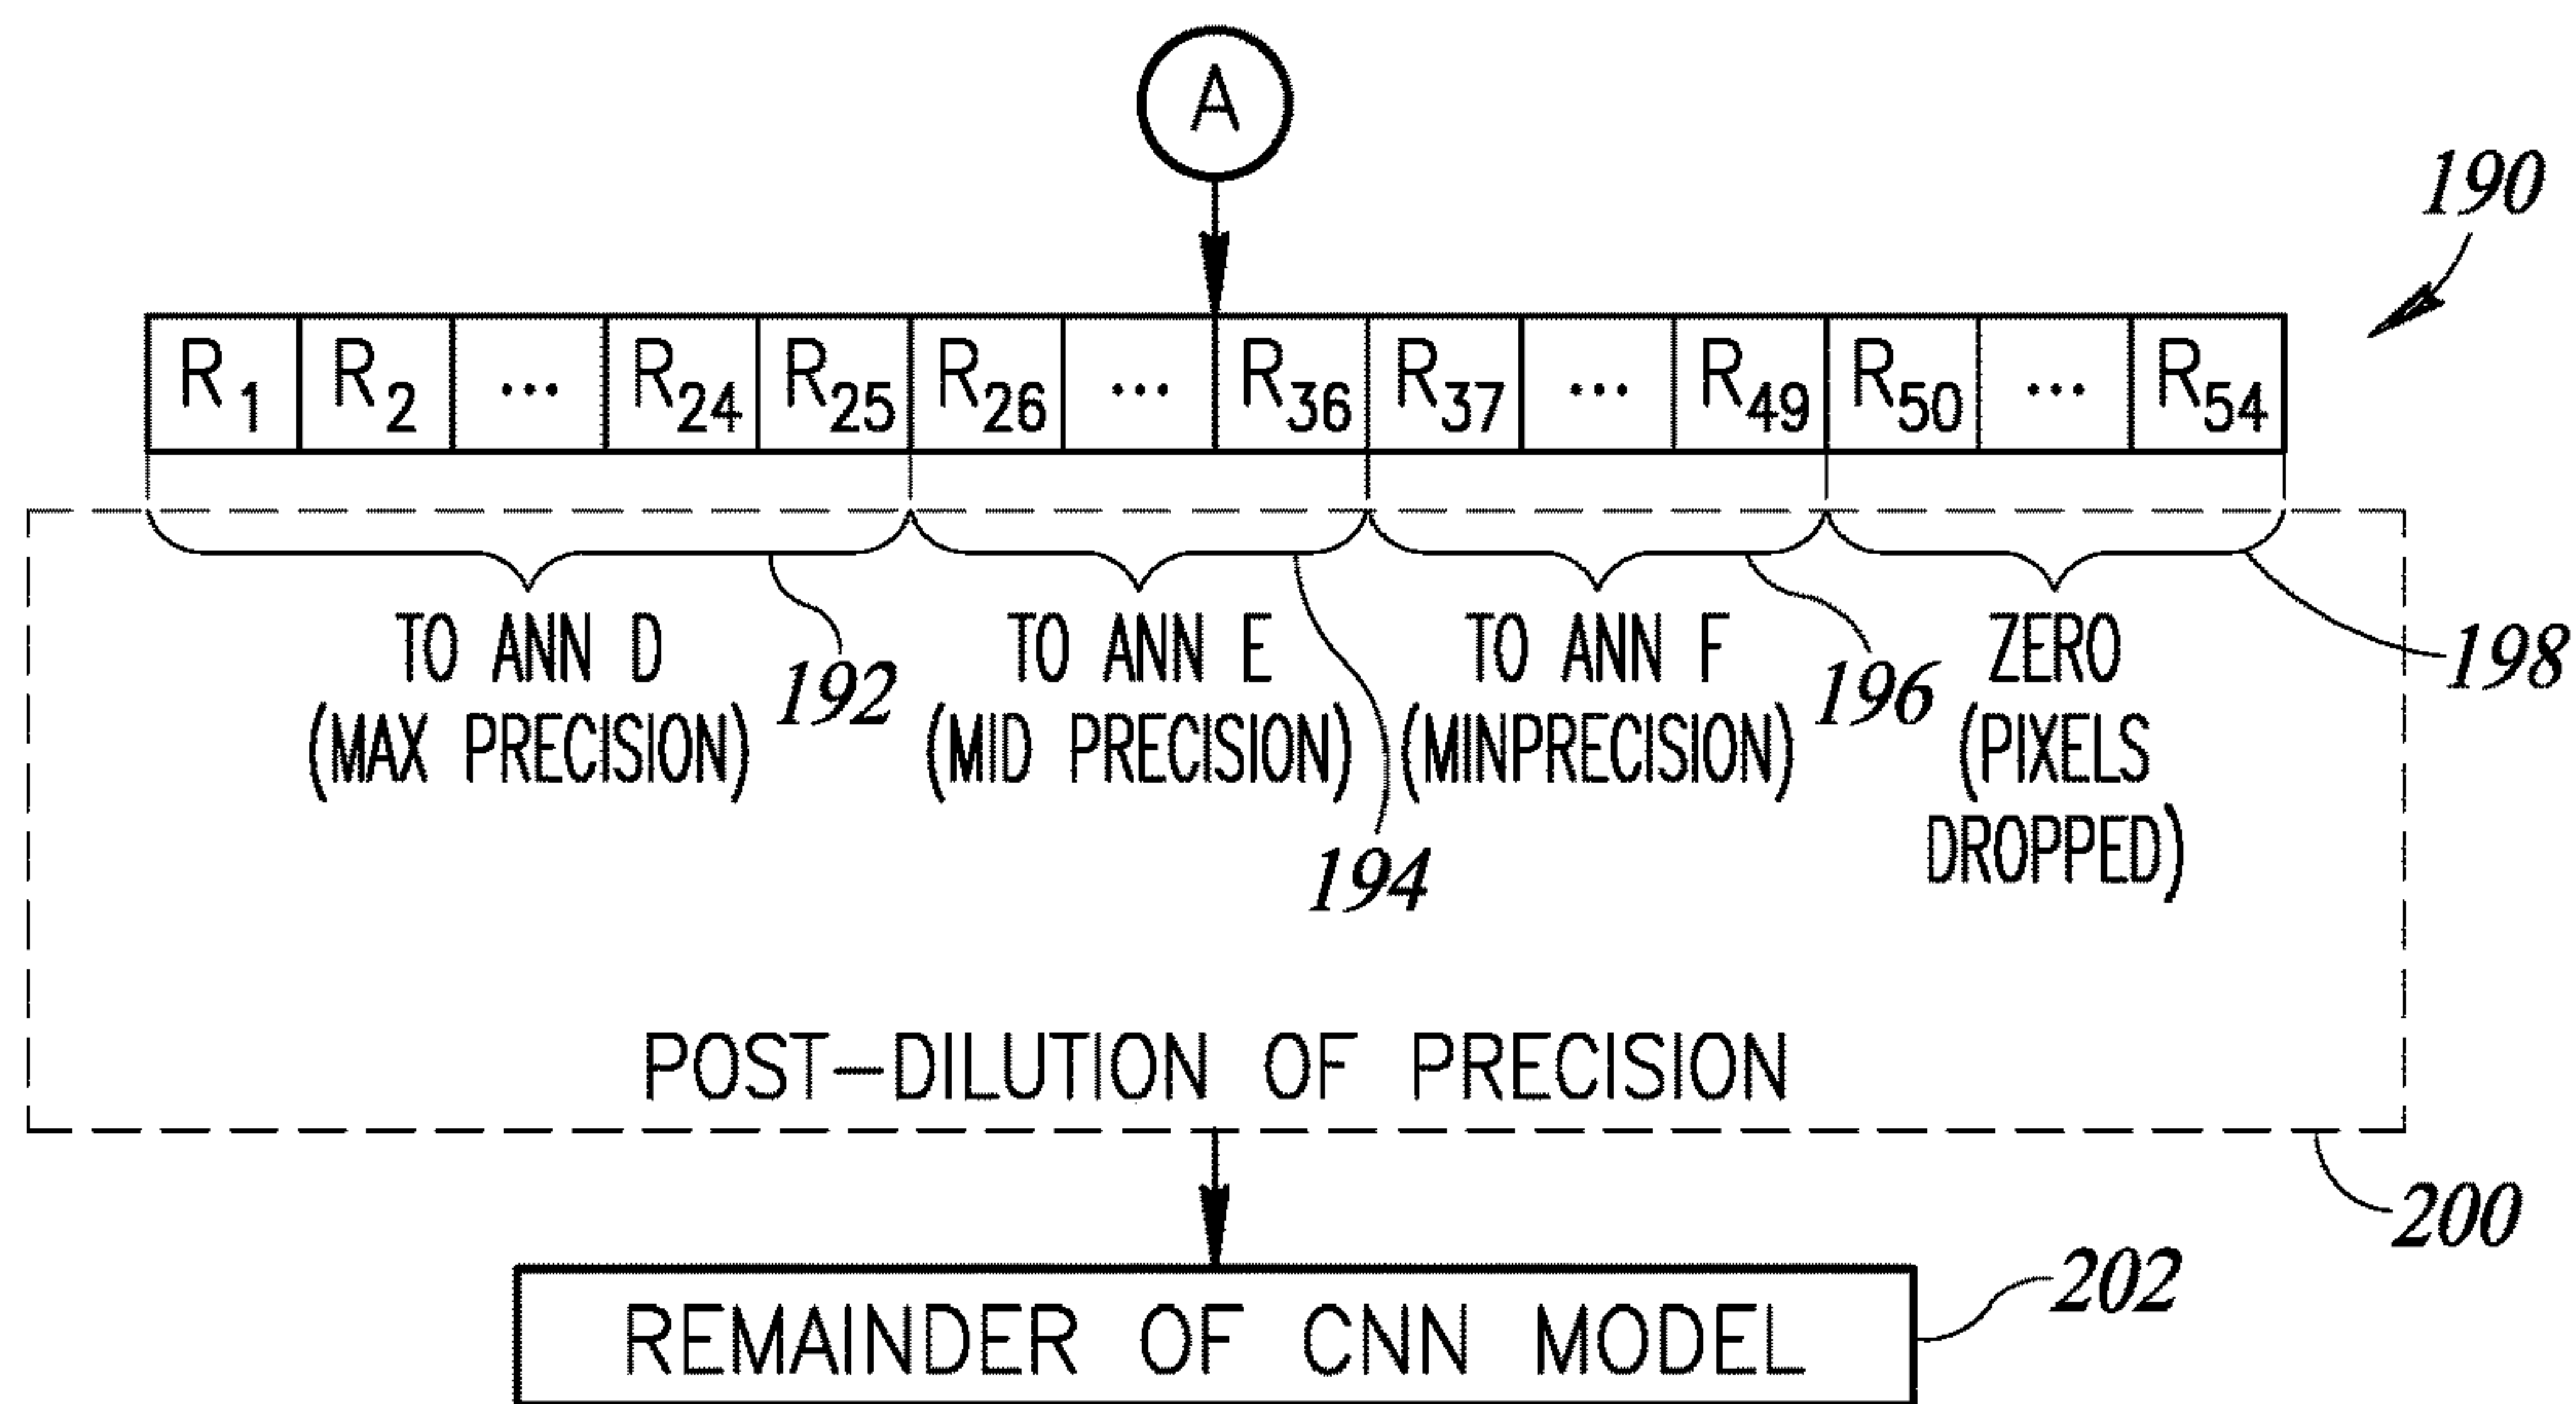 A
190
R1 R2 ... R24 R25 R26 ... R36 R37 ... R49 R50 ... R54
TO ANN D
(MAX PRECISION)
192
TO ANN E
(MID PRECISION)
194
TO ANN F
(MINPRECISION)
196
ZERO
(PIXELS
DROPPED)
198
POST-DILUTION OF PRECISION
200
REMAINDER OF CNN MODEL
202